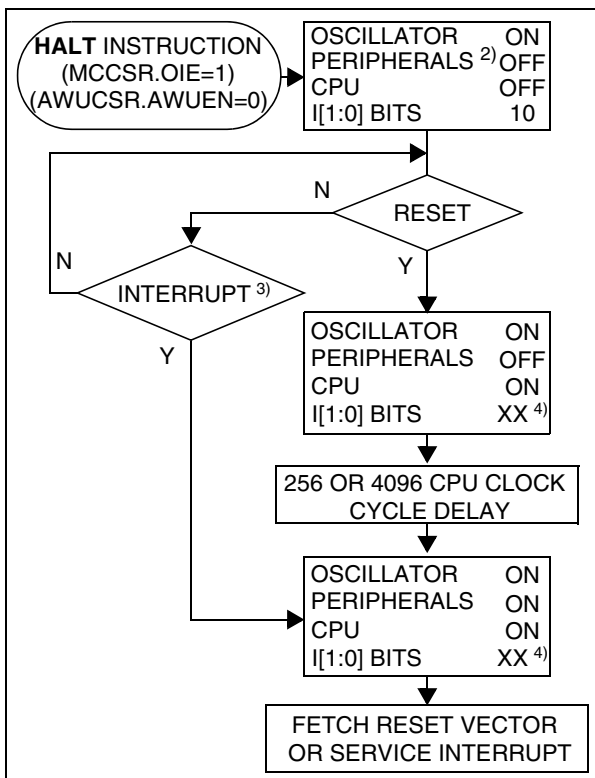 HALT INSTRUCTION
(MCCSR.OIE=1)
(AWUCSR.AWUEN=0)
OSCILLATOR ON
PERIPHERALS 2) OFF
CPU OFF
I[1:0] BITS 10
N
RESET
N
Y
INTERRUPT 3)
Y
OSCILLATOR ON
PERIPHERALS OFF
CPU ON
I[1:0] BITS XX 4)
256 OR 4096 CPU CLOCK
CYCLE DELAY
OSCILLATOR ON
PERIPHERALS ON
CPU ON
I[1:0] BITS XX 4)
FETCH RESET VECTOR
OR SERVICE INTERRUPT